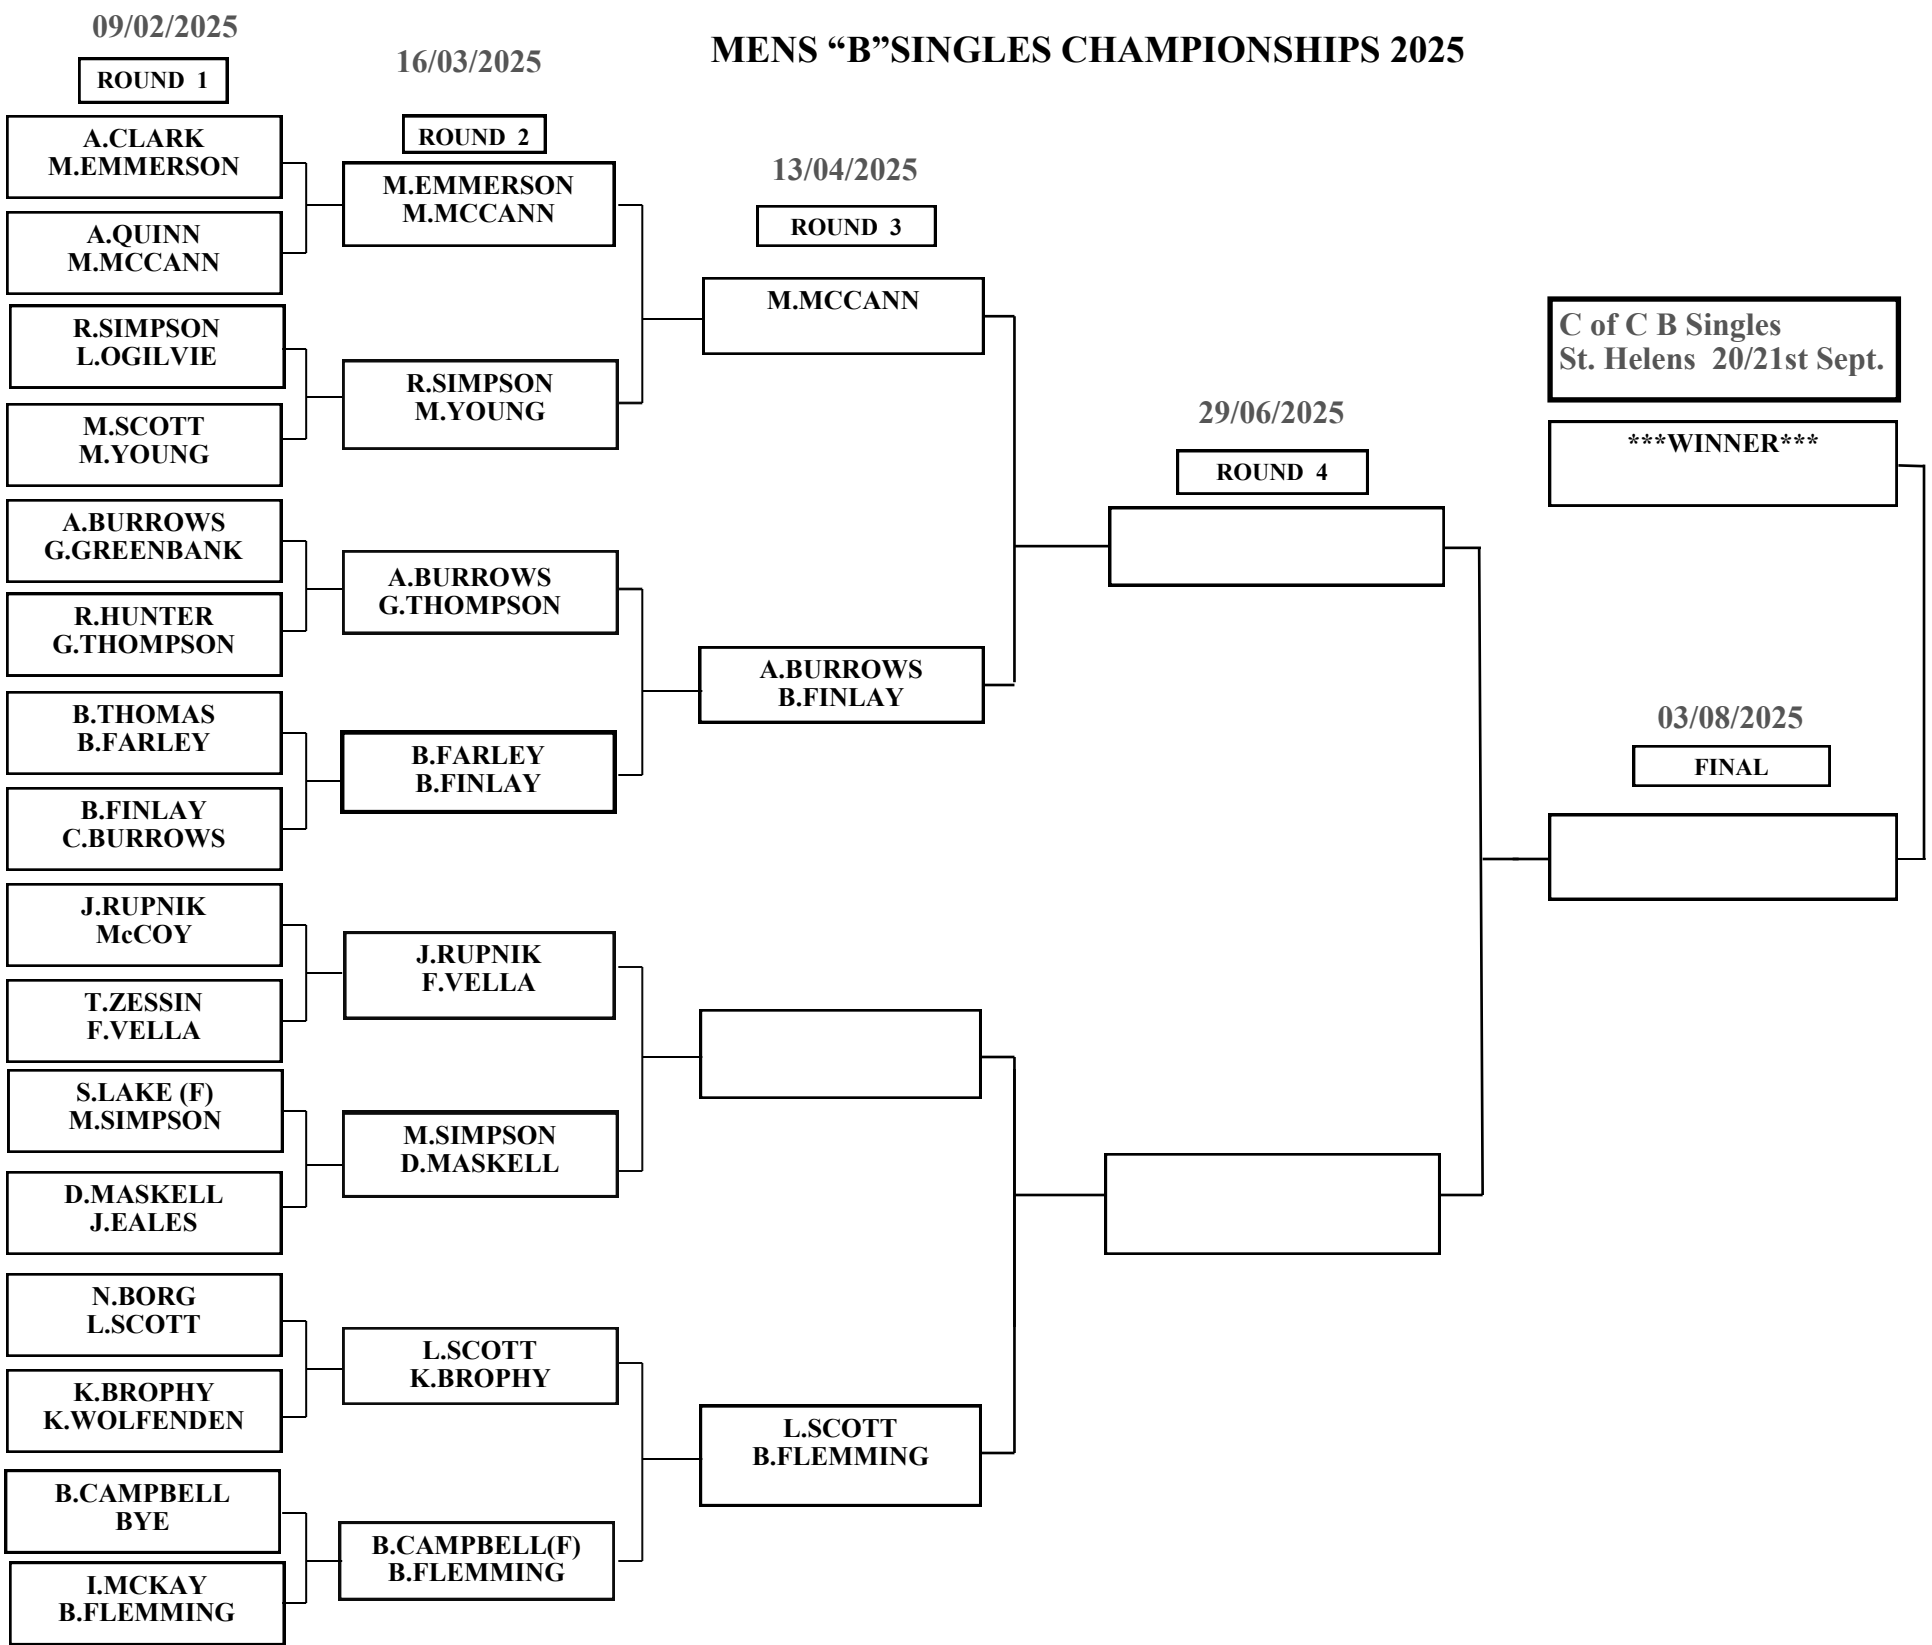 MENS “B”SINGLES CHAMPIONSHIPS 2025
09/02/2025
ROUND 1
A.CLARK
M.EMMERSON
A.QUINN
M.MCCANN
R.SIMPSON
L.OGILVIE
M.SCOTT
M.YOUNG
A.BURROWS
G.GREENBANK
R.HUNTER
G.THOMPSON
B.THOMAS
B.FARLEY
B.FINLAY
C.BURROWS
J.RUPNIK
McCOY
T.ZESSIN
F.VELLA
S.LAKE (F)
M.SIMPSON
D.MASKELL
J.EALES
N.BORG
L.SCOTT
K.BROPHY
K.WOLFENDEN
B.CAMPBELL
BYE
I.MCKAY
B.FLEMMING
16/03/2025
ROUND 2
M.EMMERSON
M.MCCANN
R.SIMPSON
M.YOUNG
A.BURROWS
G.THOMPSON
B.FARLEY
B.FINLAY
J.RUPNIK
F.VELLA
M.SIMPSON
D.MASKELL
L.SCOTT
K.BROPHY
B.CAMPBELL(F)
B.FLEMMING
13/04/2025
ROUND 3
M.MCCANN
A.BURROWS
B.FINLAY
L.SCOTT
B.FLEMMING
29/06/2025
ROUND 4
C of C B Singles
St. Helens 20/21st Sept.
***WINNER***
03/08/2025
FINAL